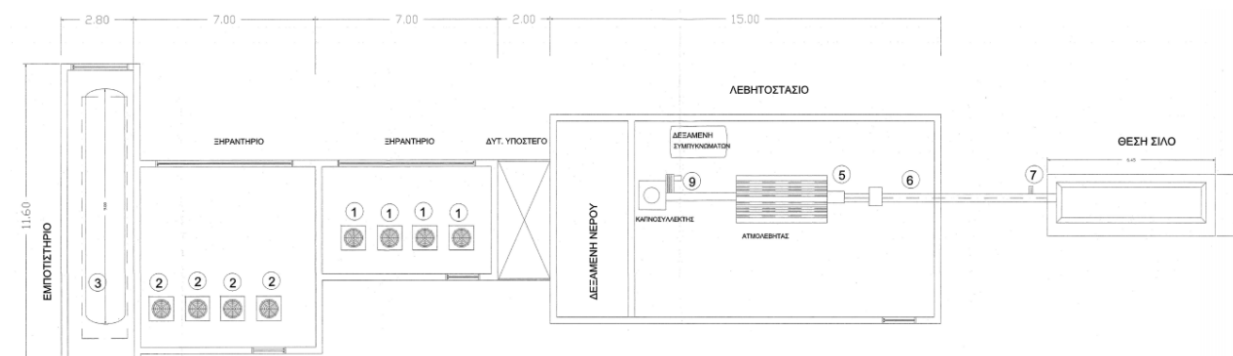 2.80 7.00 7.00 2.00 15.00
ΛΕΒΗΤΟΣΤΑΣΙΟ
ΞΗΡΑΝΤΗΡΙΟ ΞΗΡΑΝΤΗΡΙΟ ΔΥΤ. ΥΠΟΣΤΕΓΟ
ΔΕΞΑΜΕΝΗ
ΣΥΜΠΥΚΝΩΜΑΤΩΝ
ΘΕΣΗ ΣΙΛΟ
9 5 6 7
ΚΑΠΝΟΣΥΛΛΕΚΤΗΣ
ΑΤΜΟΛΕΒΗΤΑΣ
1 1 1 1
11.60
ΕΜΠΟΤΙΣΤΗΡΙΟ
ΔΕΞΑΜΕΝΗ ΝΕΡΟΥ
3 2 2 2 2